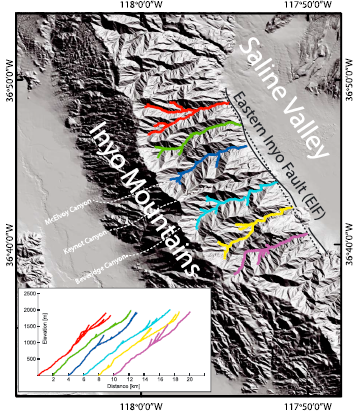 118°0'0"W 117°50'0"W
36°50'0"N 36°50'0"N
Saline Valley
Eastern Inyo Fault (EIF)
Inyo Mountains
McElvoy Canyon
Keynot Canyon
Beveridge Canyon
36°40'0"N 36°40'0"N
2500
2000
1500
1000
500
Elevation [m]
0 2 4 6 8 10 12 14 16 18 20
Distance [km]
118°0'0"W 117°50'0"W